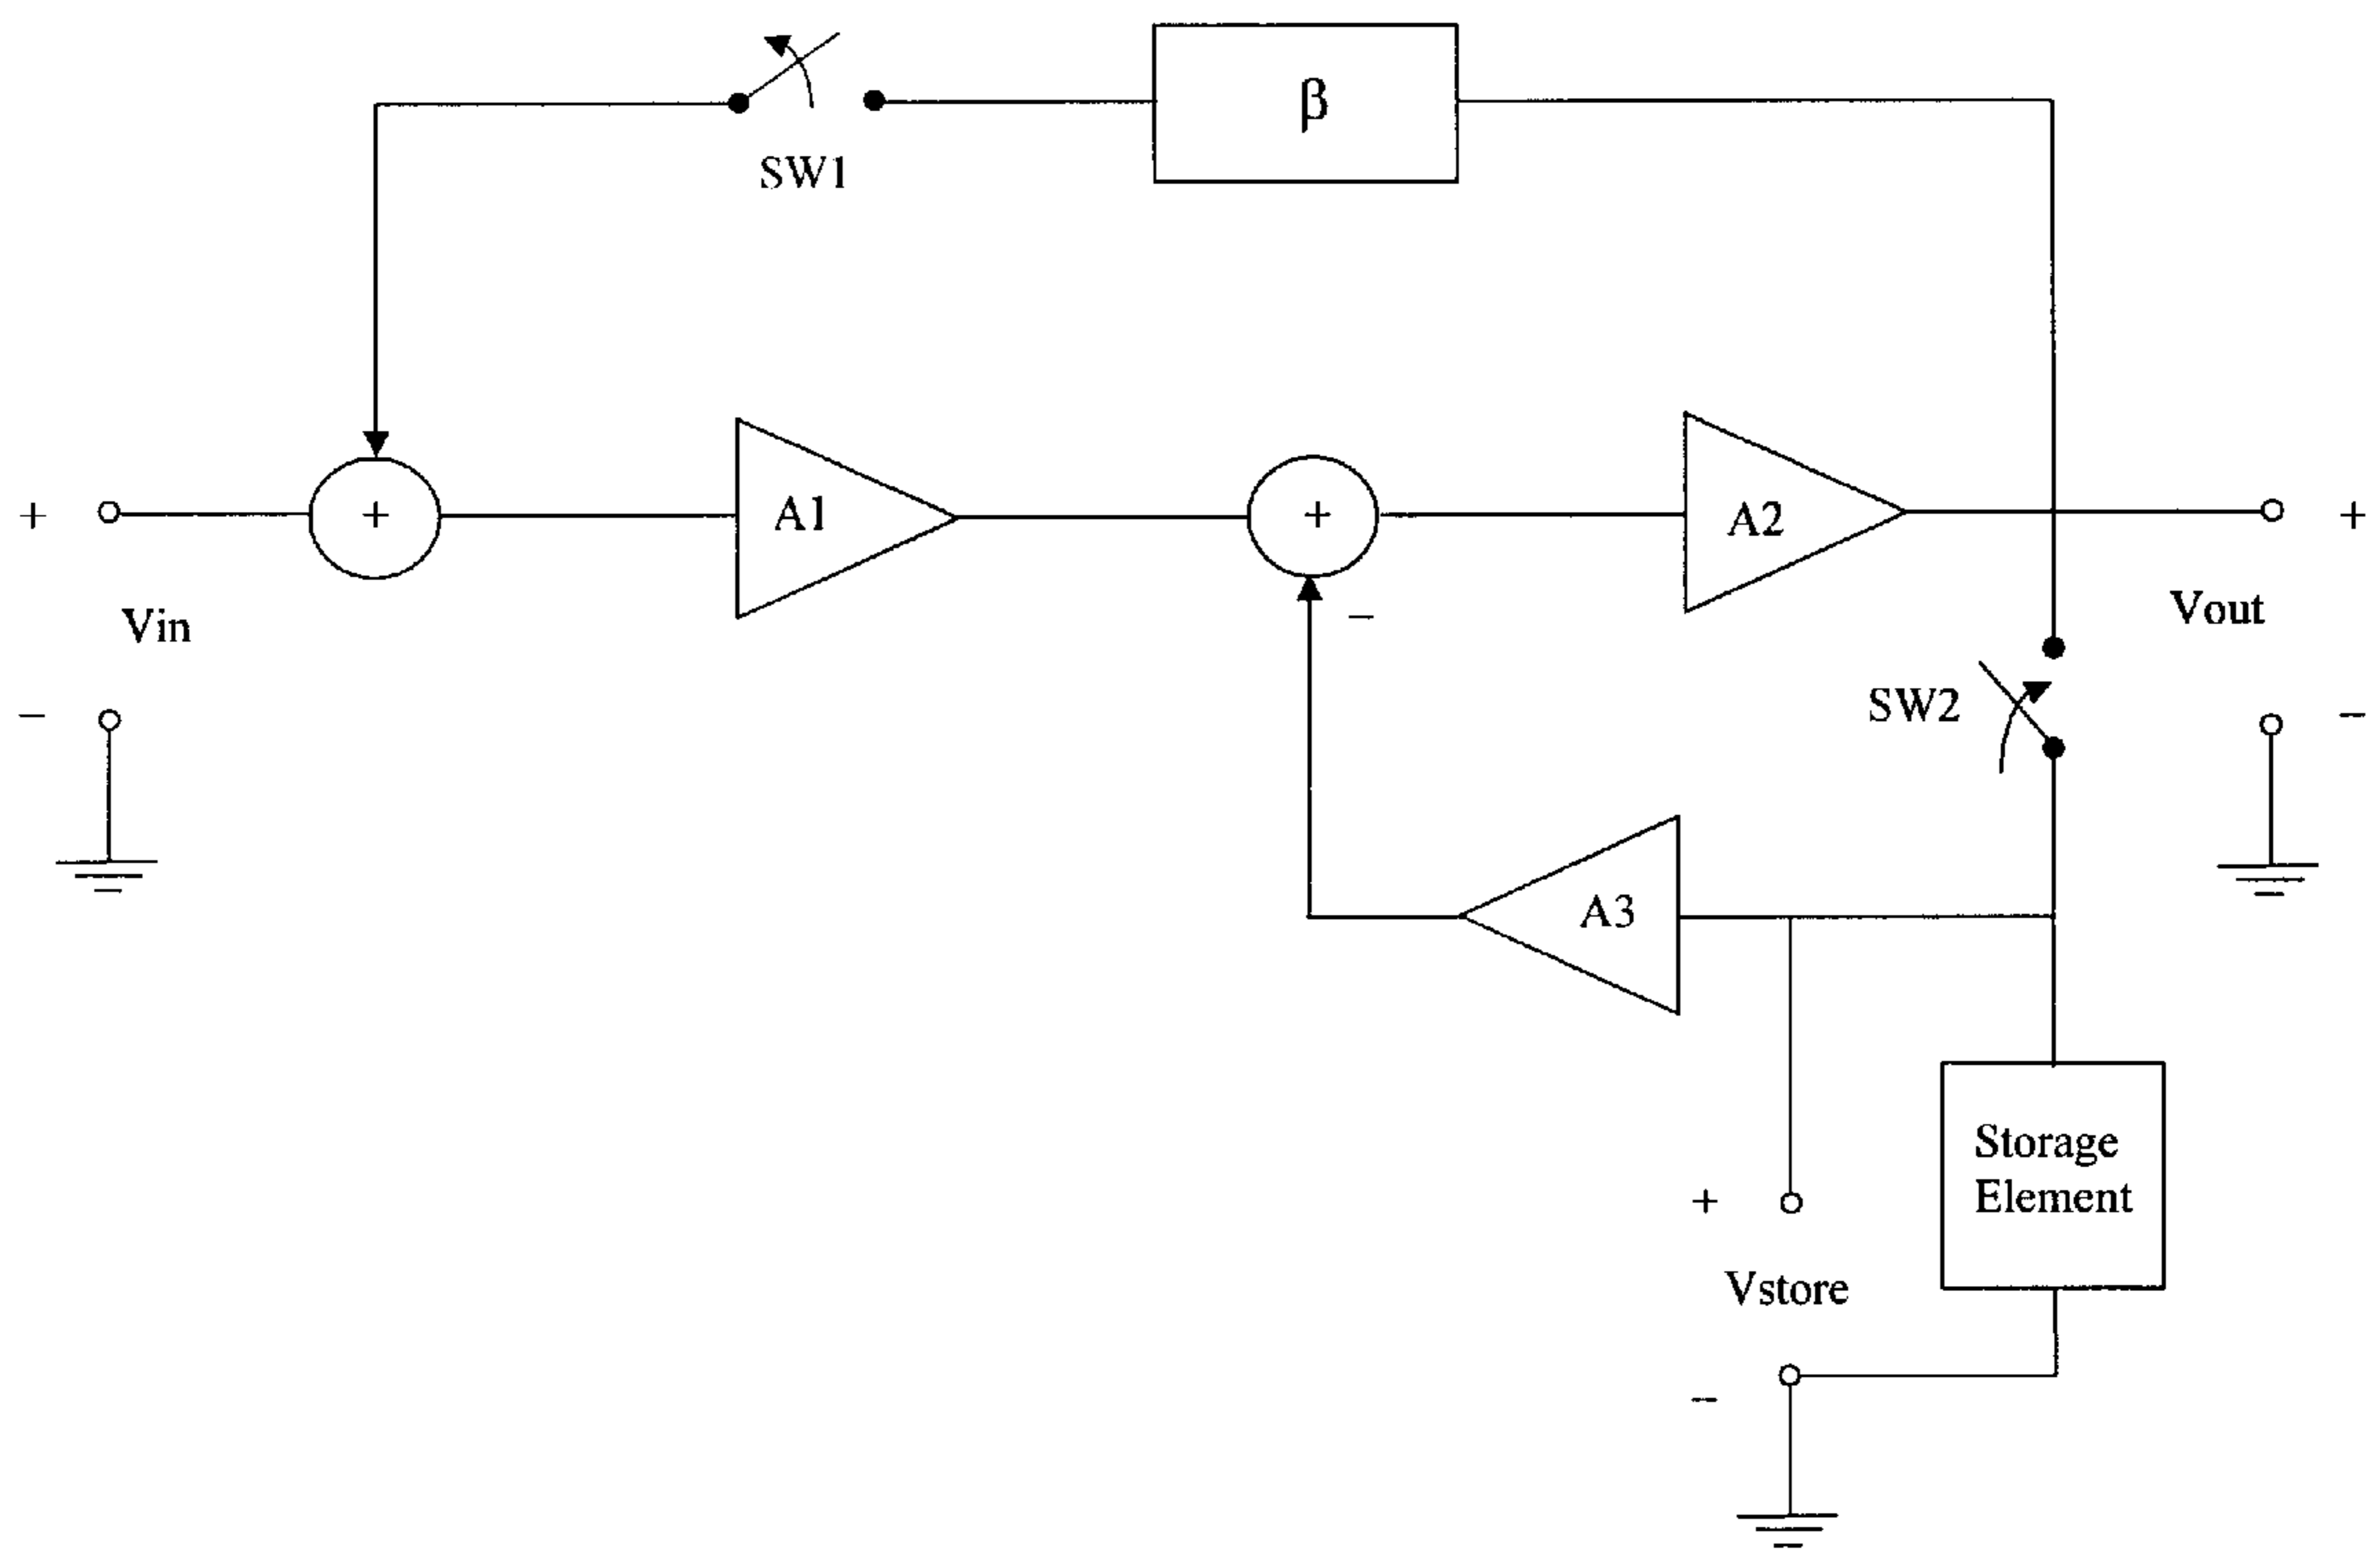 β
SW1
+
+
A1
+
A2
+
Vin
Vout
−
SW2
−
−
A3
Storage
Element
+
Vstore
−